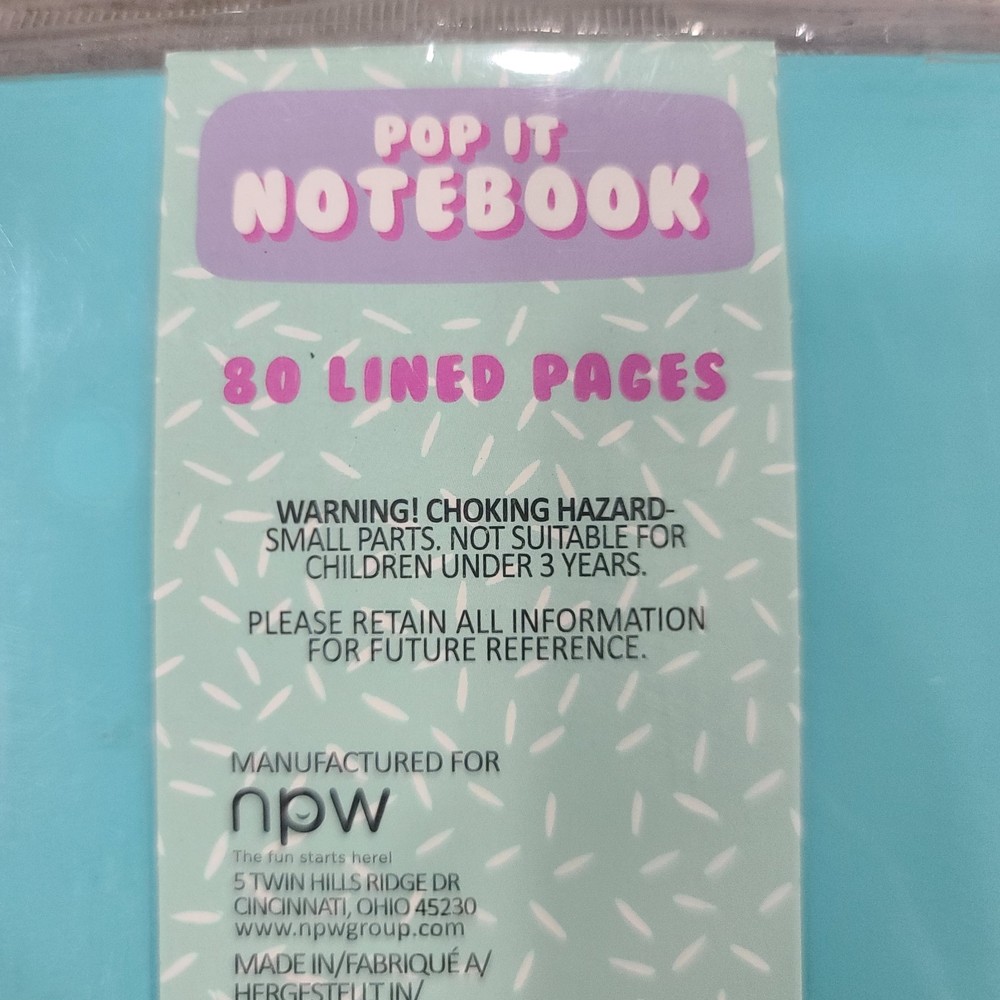 POP IT
NOTEBOOK
80 LINED PAGES
WARNING! CHOKING HAZARD-
SMALL PARTS. NOT SUITABLE FOR
CHILDREN UNDER 3 YEARS.
PLEASE RETAIN ALL INFORMATION
FOR FUTURE REFERENCE.
MANUFACTURED FOR
npw
The fun starts here!
5 TWIN HILLS RIDGE DR
CINCINNATI, OHIO 45230
www.npwgroup.com
MADE IN/FABRIQUÉ A/
HERGESTELLT IN/